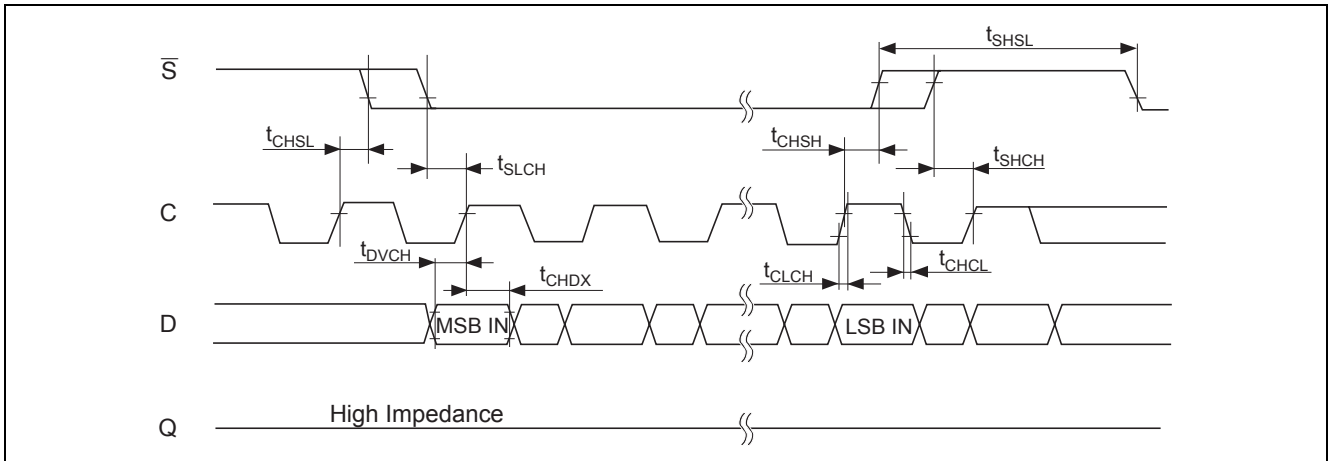 S̅
tSHSL
tCHSL
tSLCH
tCHSH
tSHCH
C
tDVCH
tCHDX
tCLCH
tCHCL
D
MSB IN
LSB IN
Q
High Impedance